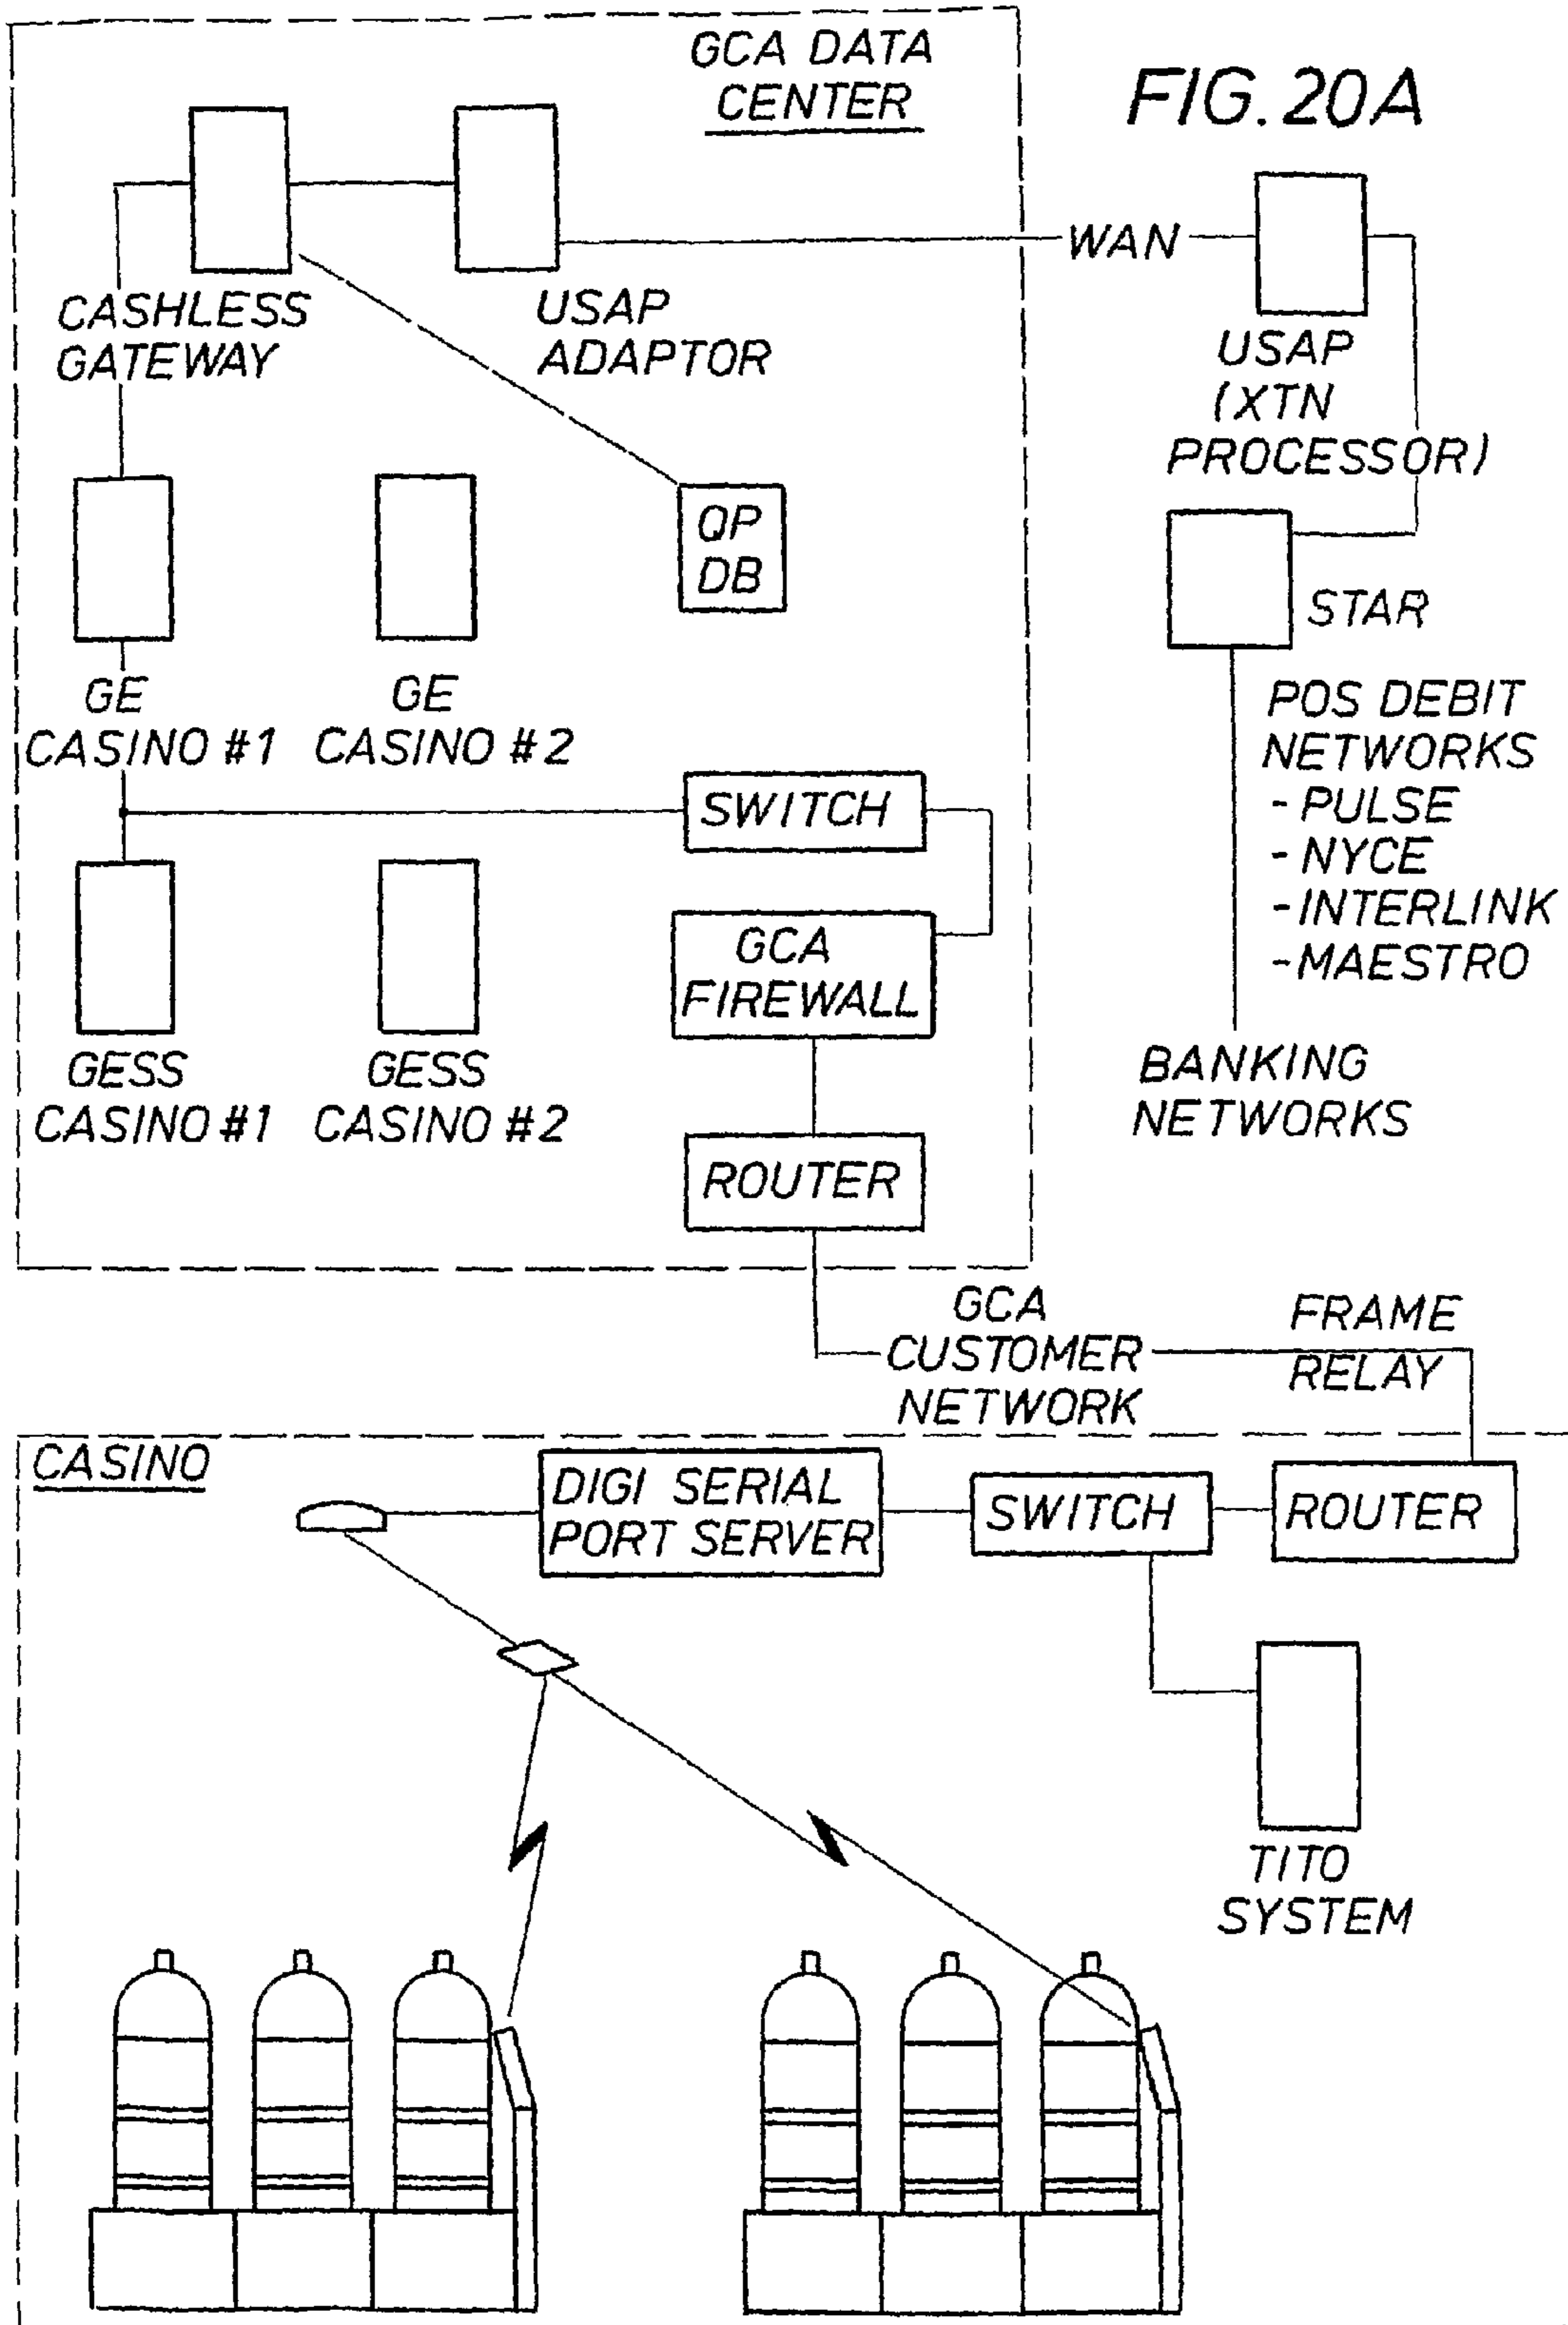 GCA DATA
CENTER
FIG. 20A
WAN
CASHLESS
GATEWAY
USAP
ADAPTOR
USAP
(XTN
PROCESSOR)
QP
DB
STAR
GE
CASINO #1
GE
CASINO #2
POS DEBIT
NETWORKS
- PULSE
- NYCE
- INTERLINK
- MAESTRO
SWITCH
GCA
FIREWALL
GESS
CASINO #1
GESS
CASINO #2
BANKING
NETWORKS
ROUTER
GCA
CUSTOMER
NETWORK
FRAME
RELAY
CASINO
DIGI SERIAL
PORT SERVER
SWITCH
ROUTER
TITO
SYSTEM